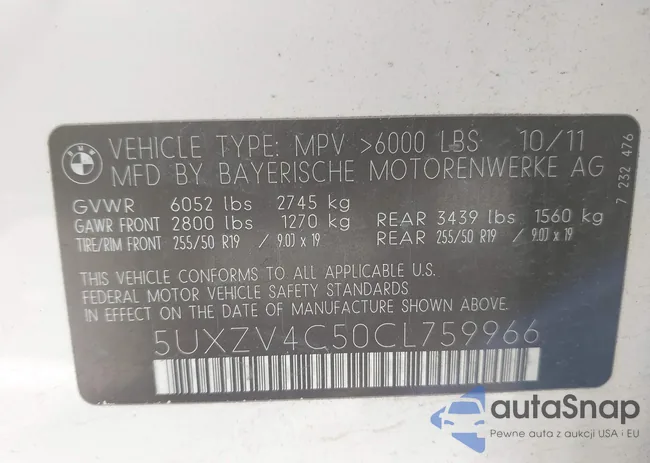 BMW
VEHICLE TYPE: MPV >6000 LBS 10/11
MFD BY BAYERISCHE MOTORENWERKE AG
GVWR 6052 lbs 2745 kg
GAWR FRONT 2800 lbs 1270 kg REAR 3439 lbs 1560 kg
TIRE/RIM FRONT 255/50 R19 / 9.0J x 19 REAR 255/50 R19 / 9.0J x 19
THIS VEHICLE CONFORMS TO ALL APPLICABLE U.S.
FEDERAL MOTOR VEHICLE SAFETY STANDARDS
IN EFFECT ON THE DATE OF MANUFACTURE SHOWN ABOVE.
5UXZV4C50CL759966
7 232 476
autaSnap
Pewne auta z aukcji USA i EU